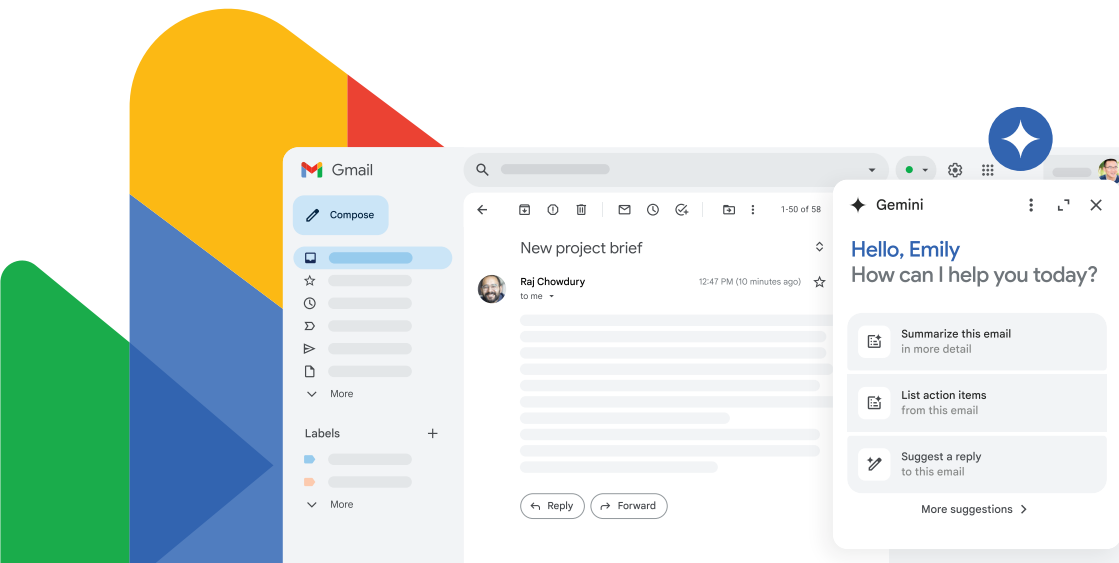 Gmail
Compose
More
Labels
More
1-50 of 58
New project brief
Raj Chowdury
12:47 PM (10 minutes ago)
to me
Reply
Forward
Gemini
Hello, Emily
How can I help you today?
Summarize this email
in more detail
List action items
from this email
Suggest a reply
to this email
More suggestions